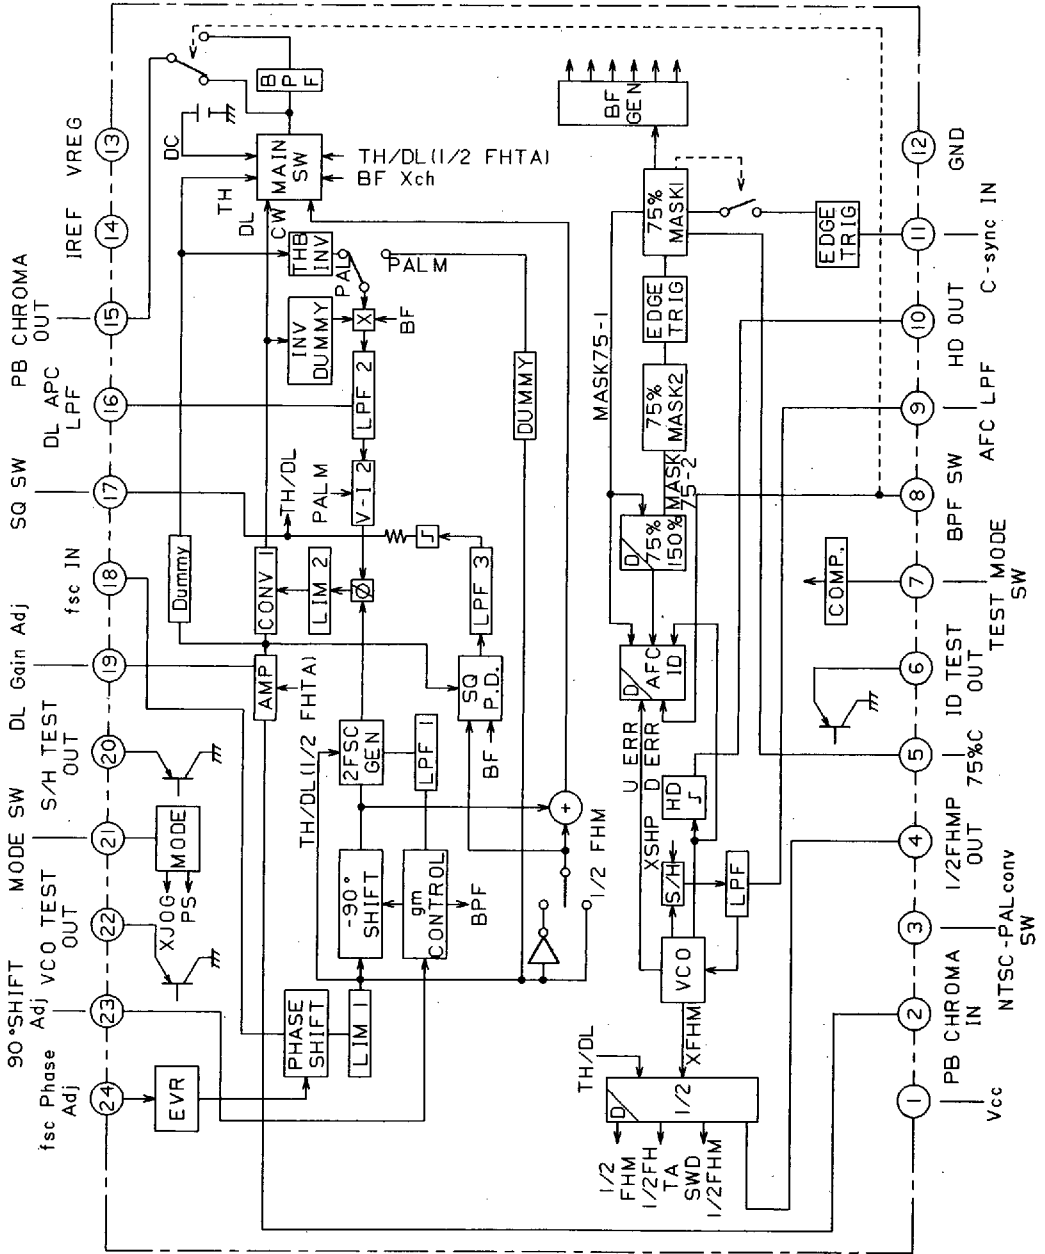 13
VREG
14
IREF
15
PB CHROMA
OUT
16
DL APC
LPF
17
SQ SW
18
fsc IN
19
DL Gain Adj
20
S/H TEST
OUT
21
MODE SW
22
VCO TEST
OUT
23
90°SHIFT
Adj
24
fsc Phase
Adj
12
GND
11
C-sync IN
10
HD OUT
9
AFC LPF
8
BPF SW
7
TEST MODE
SW
6
ID TEST
OUT
5
75%C
4
1/2FHMP
OUT
3
NTSC-PALconv
SW
2
PB CHROMA
IN
1
Vcc
BPF
DC
MAIN
SW
TH/DL(1/2 FHTA)
BF Xch
TH
DL
CW
THB
INV
PAL
PALM
INV
DUMMY
X
BF
LPF 2
DUMMY
TH/DL
PALM
V-I 2
Dummy
CONV 1
LIM 2
Ø
LPF 3
AMP
TH/DL(1/2 FHTA)
SQ
P.D.
BF
2FSC
GEN
LPF 1
MODE
XJOG
PS
-90°
SHIFT
gm
CONTROL
BPF
+
1/2 FHM
PHASE
SHIFT
LIM 1
EVR
BF
GEN
75%
MASK1
EDGE
TRIG
EDGE
TRIG
MASK75-1
75%
MASK2
MASK
75-2
D
75%
150%
COMP.
D
AFC
ID
U ERR
D ERR
XSHP
HD
S/H
LPF
VCO
XFHM
TH/DL
D
1/2
1/2
FHM
1/2FH
TA
SWD
1/2FHM